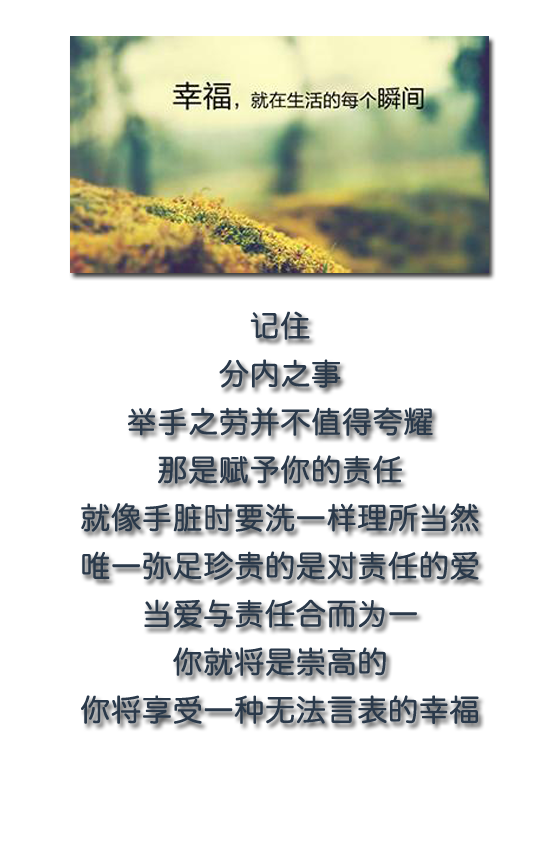 幸福，就在生活的每个瞬间
记住
分内之事
举手之劳并不值得夸耀
那是赋予你的责任
就像手脏时要洗一样理所当然
唯一弥足珍贵的是对责任的爱
当爱与责任合而为一
你就将是崇高的
你将享受一种无法言表的幸福